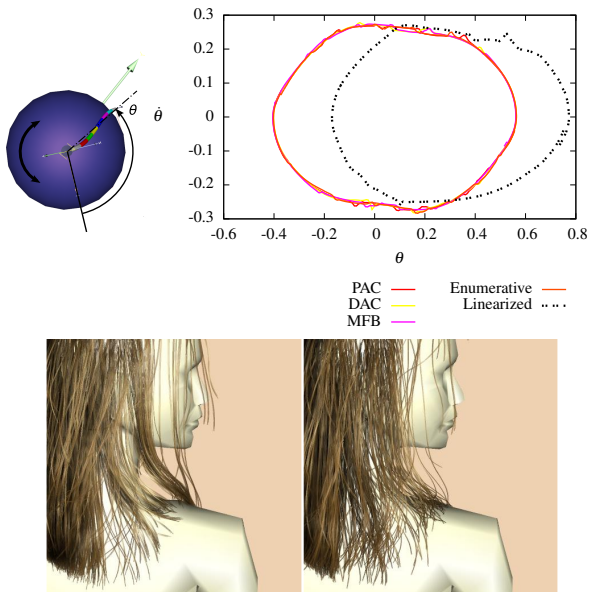 θ
θ̇
0.3
0.2
0.1
0
-0.1
-0.2
-0.3
-0.6 -0.4 -0.2 0 0.2 0.4 0.6 0.8
θ
PAC
DAC
MFB
Enumerative
Linearized